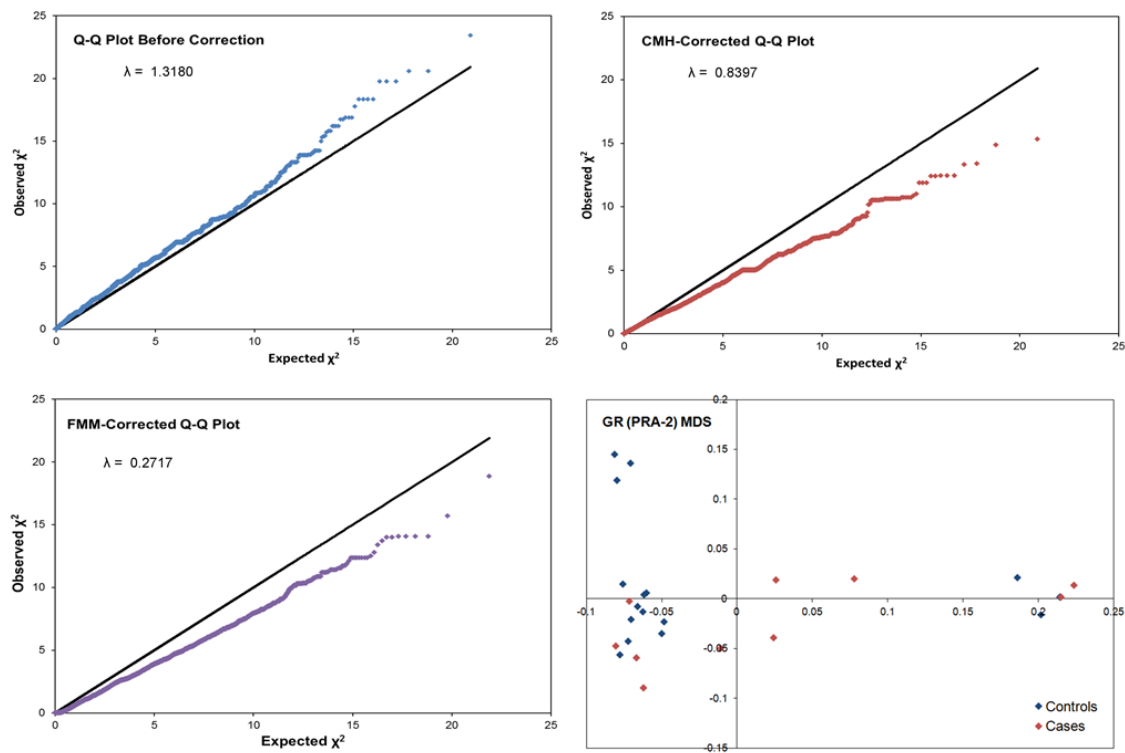 25
Q-Q Plot Before Correction
λ = 1.3180
20
15
10
5
0
0 5 10 15 20 25
Observed χ²
Expected χ²
25
CMH-Corrected Q-Q Plot
λ = 0.8397
20
15
10
5
0
0 5 10 15 20 25
Observed χ²
Expected χ²
25
FMM-Corrected Q-Q Plot
λ = 0.2717
20
15
10
5
0
0 5 10 15 20 25
Observed χ²
Expected χ²
GR (PRA-2) MDS
0.2
0.15
0.1
0.05
0
-0.1 -0.05 0 0.05 0.1 0.15 0.2 0.25
-0.05
-0.1
-0.15
Controls
Cases